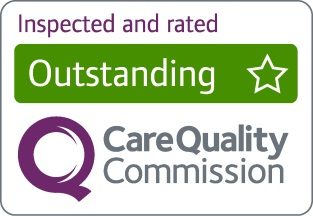 Inspected and rated
Outstanding
CareQuality
Commission